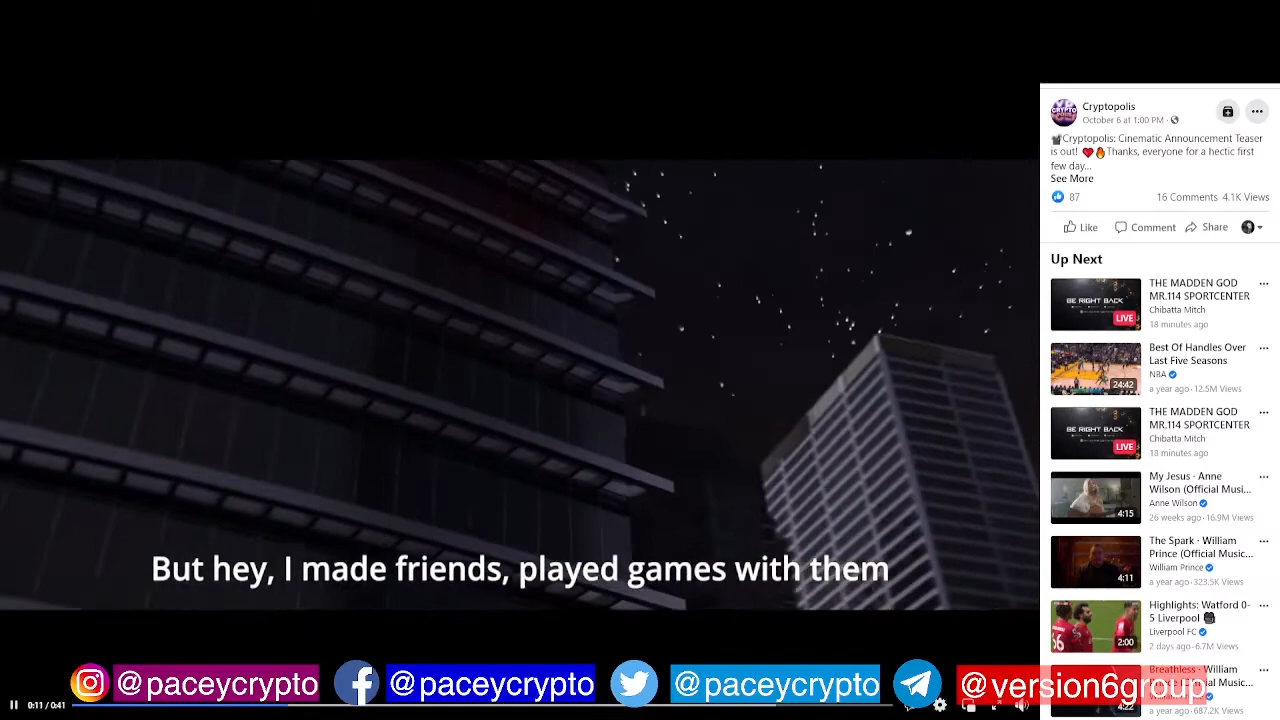 Cryptopolis
October 6 at 1:00 PM ·
Cryptopolis: Cinematic Announcement Teaser
is out! Thanks, everyone for a hectic first
few day...
See More
87
16 Comments 4.1K Views
Like
Comment
Share
Up Next
BE RIGHT BACK
LIVE
THE MADDEN GOD
MR.114 SPORTCENTER
Chibatta Mitch
18 minutes ago
24:42
Best Of Handles Over
Last Five Seasons
NBA
a year ago · 12.5M Views
BE RIGHT BACK
LIVE
THE MADDEN GOD
MR.114 SPORTCENTER
Chibatta Mitch
18 minutes ago
4:15
My Jesus - Anne
Wilson (Official Musi...
Anne Wilson
26 weeks ago · 16.9M Views
4:11
The Spark - William
Prince (Official Music...
William Prince
a year ago · 323.5K Views
2:00
Highlights: Watford 0-
5 Liverpool
Liverpool FC
2 days ago · 6.7M Views
4:22
Breathless - William
a year ago · 687.2K Views
But hey, I made friends, played games with them
@paceycrypto
@paceycrypto
@paceycrypto
@version6group
0:11 / 0:41